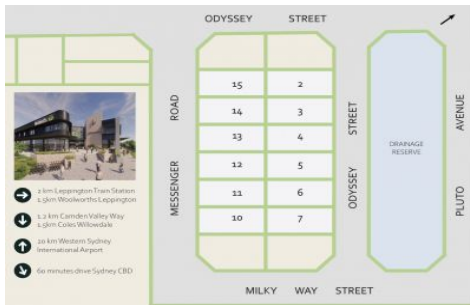 ODYSSEY STREET
MESSENGER ROAD
15 2
14 3
13 4
12 5
11 6
10 7
ODYSSEY STREET
DRAINAGE
RESERVE
PLUTO AVENUE
MILKY WAY STREET
2 km Leppington Train Station
1.5km Woolworths Leppington
1.2 km Camden Valley Way
1.5km Coles Willowdale
20 km Western Sydney
International Airport
60 minutes drive Sydney CBD